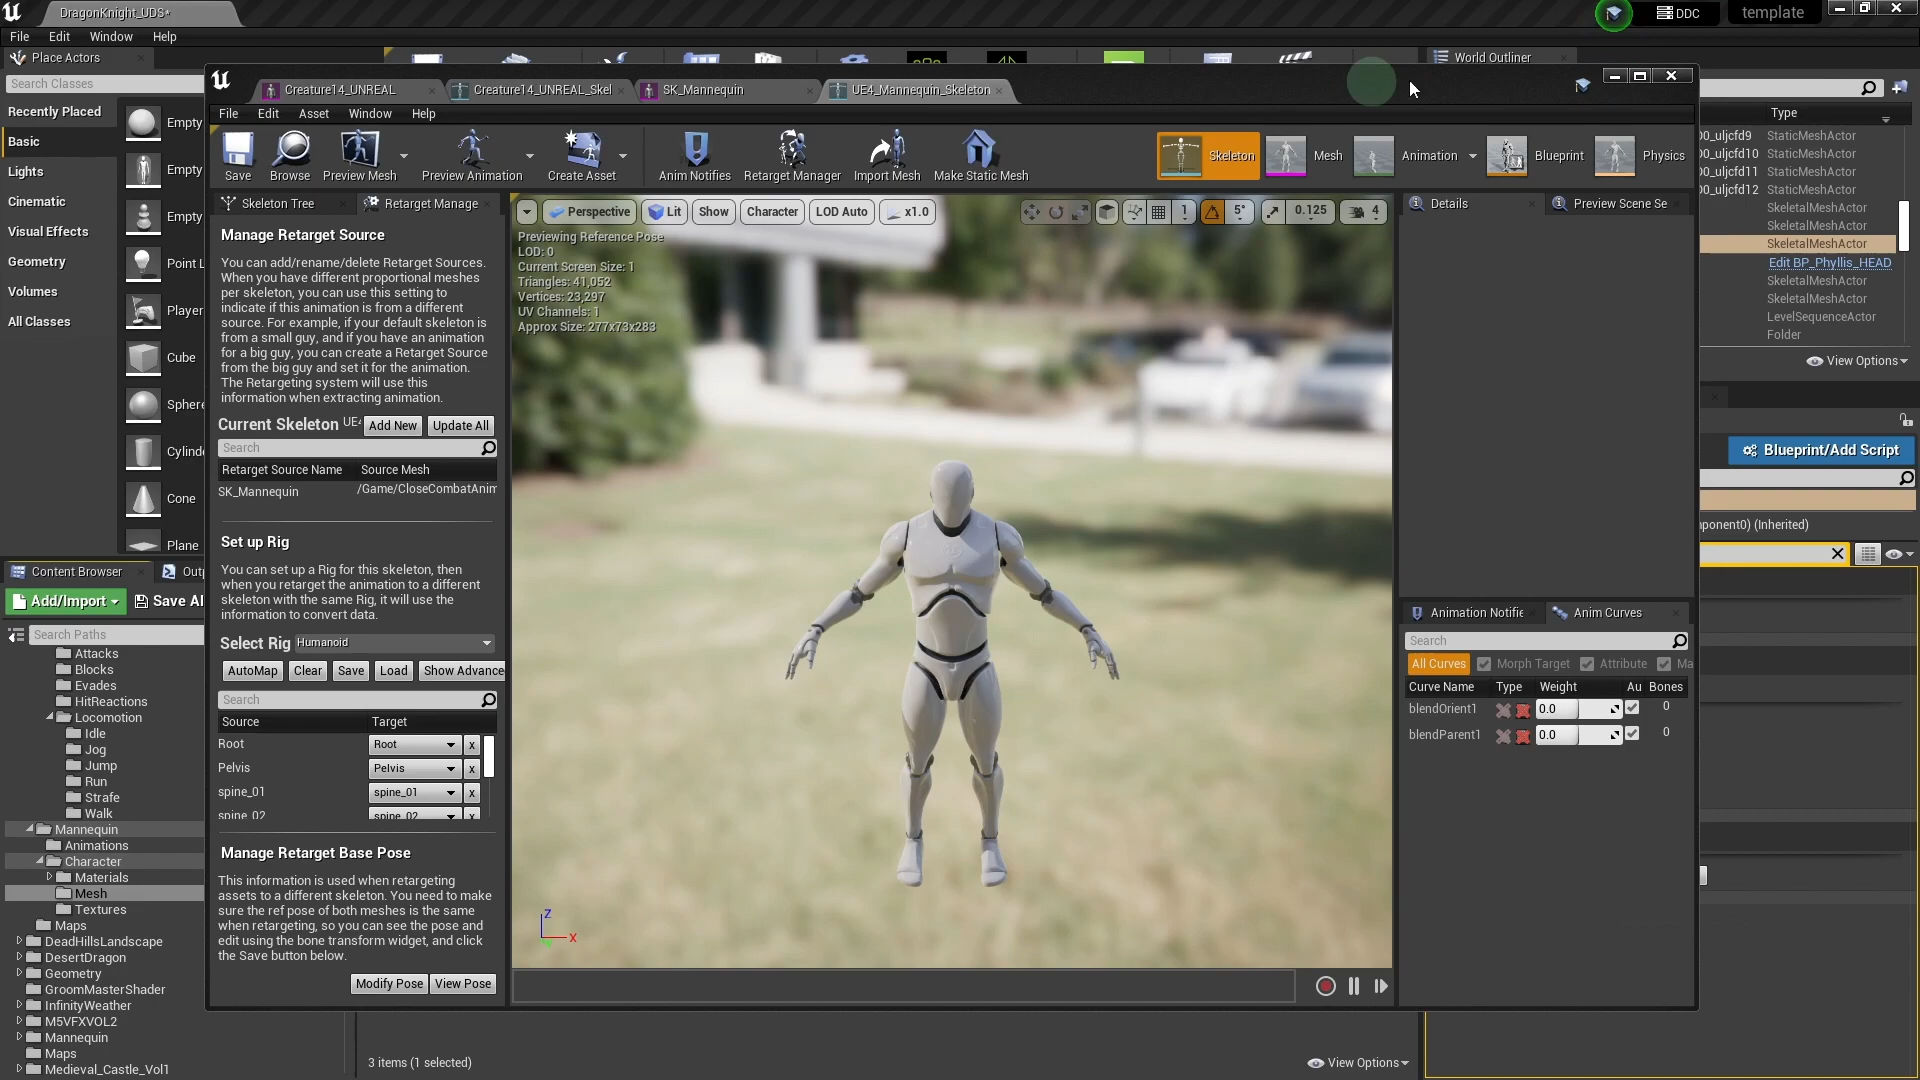 DragonKnight_UDS*
DDC
template
File Edit Window Help
Place Actors
World Outliner
Search Classes
Recently Placed
Basic
Lights
Cinematic
Visual Effects
Geometry
Volumes
All Classes
Empty
Empty
Empty
Point L
Player
Cube
Sphere
Cylind
Cone
Plane
Creature14_UNREAL
Creature14_UNREAL_Skel
SK_Mannequin
UE4_Mannequin_Skeleton
File Edit Asset Window Help
Save
Browse
Preview Mesh
Preview Animation
Create Asset
Anim Notifies
Retarget Manager
Import Mesh
Make Static Mesh
Skeleton
Mesh
Animation
Blueprint
Physics
Skeleton Tree
Retarget Manage
Manage Retarget Source
You can add/rename/delete Retarget Sources.
When you have different proportional meshes
per skeleton, you can use this setting to
indicate if this animation is from a different
source. For example, if your default skeleton is
from a small guy, and if you have an animation
for a big guy, you can create a Retarget Source
from the big guy and set it for the animation.
The Retargeting system will use this
information when extracting animation.
Current Skeleton UE4
Add New
Update All
Search
Retarget Source Name Source Mesh
SK_Mannequin /Game/CloseCombatAnim
Set up Rig
You can set up a Rig for this skeleton, then
when you retarget the animation to a different
skeleton with the same Rig, it will use the
information to convert data.
Select Rig Humanoid
AutoMap Clear Save Load Show Advance
Search
Source Target
Root Root x
Pelvis Pelvis x
spine_01 spine_01 x
spine_02 spine_02 x
Manage Retarget Base Pose
This information is used when retargeting
assets to a different skeleton. You need to make
sure the ref pose of both meshes is the same
when retargeting, so you can see the pose and
edit using the bone transform widget, and click
the Save button below.
Modify Pose View Pose
Perspective Lit Show Character LOD Auto x1.0
1 5° 0.125 4
Previewing Reference Pose
LOD: 0
Current Screen Size: 1
Triangles: 41,052
Vertices: 23,297
UV Channels: 1
Approx Size: 277x73x283
Z
X
Details
Preview Scene Se
Animation Notifie
Anim Curves
Search
All Curves Morph Target Attribute Ma
Curve Name Type Weight Au Bones
blendOrient1 0.0 0
blendParent1 0.0 0
Type
00_uljcfd9 StaticMeshActor
00_uljcfd10 StaticMeshActor
00_uljcfd11 StaticMeshActor
00_uljcfd12 StaticMeshActor
SkeletalMeshActor
SkeletalMeshActor
SkeletalMeshActor
Edit BP_Phyllis_HEAD
SkeletalMeshActor
SkeletalMeshActor
LevelSequenceActor
Folder
View Options
Blueprint/Add Script
mponent0) (Inherited)
Content Browser
Outp
Add/Import
Save Al
Search Paths
Attacks
Blocks
Evades
HitReactions
Locomotion
Idle
Jog
Jump
Run
Strafe
Walk
Mannequin
Animations
Character
Materials
Mesh
Textures
Maps
DeadHillsLandscape
DesertDragon
Geometry
GroomMasterShader
InfinityWeather
M5VFXVOL2
Mannequin
Maps
Medieval_Castle_Vol1
3 items (1 selected)
View Options